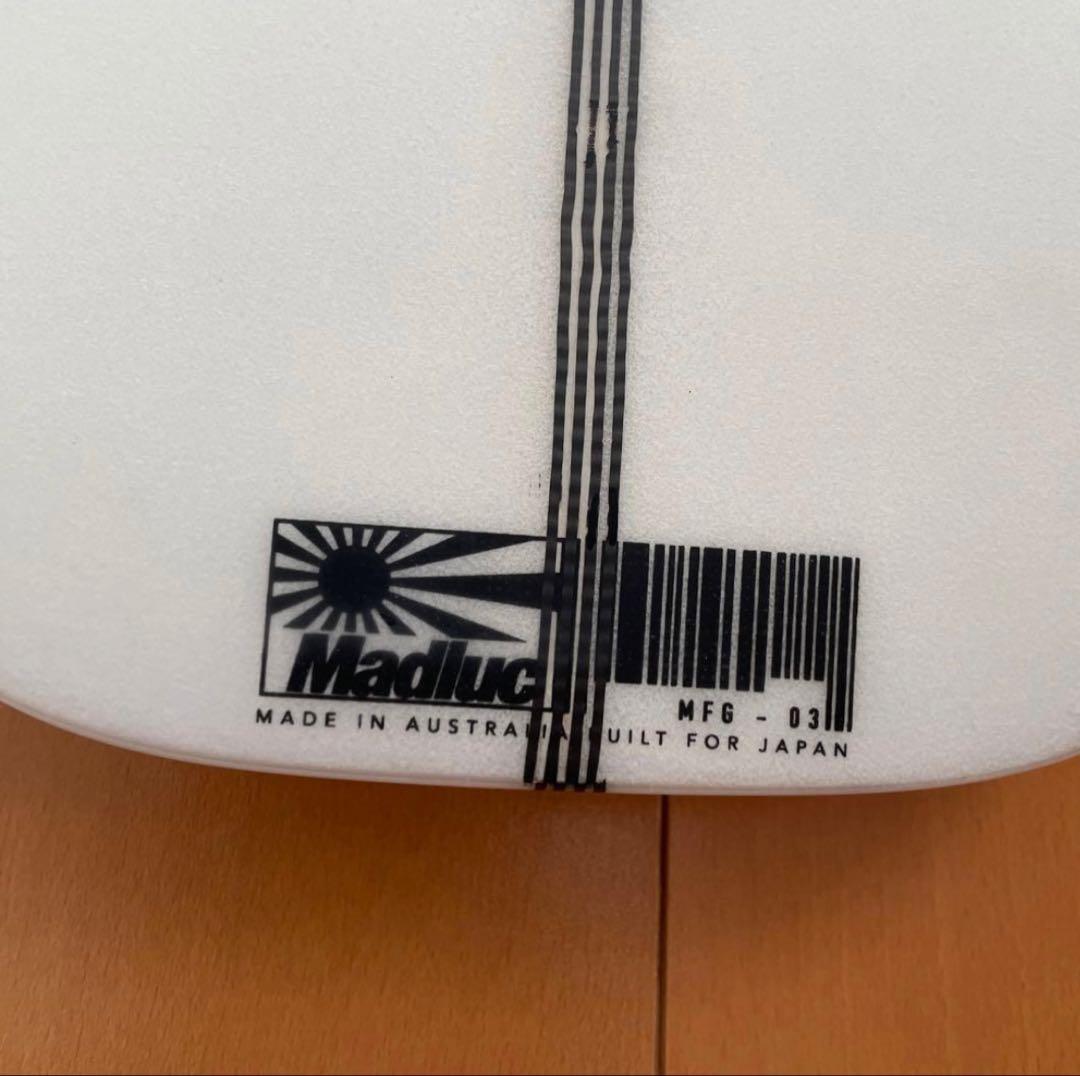 Madluc
MFG - 03
MADE IN AUSTRALIA BUILT FOR JAPAN